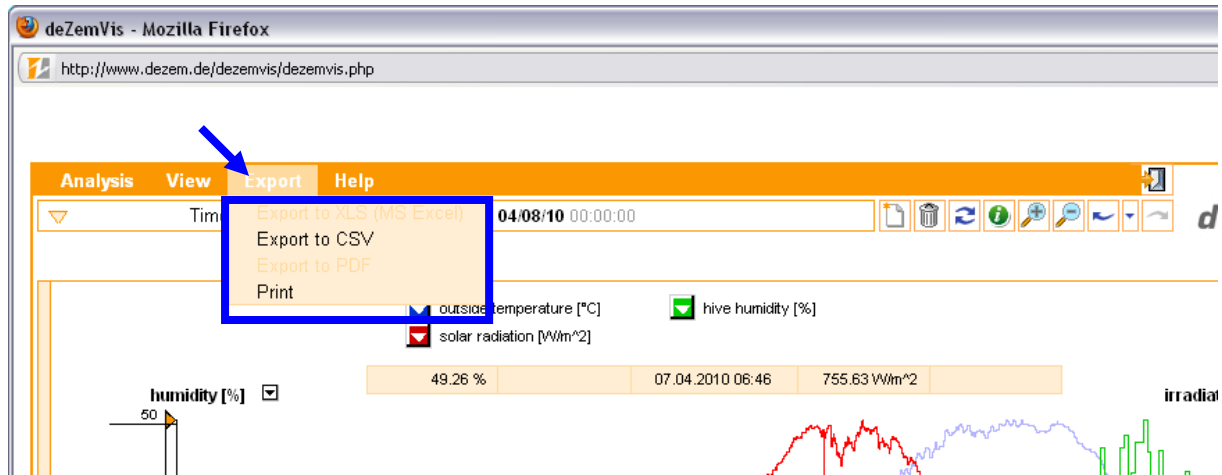 deZemVis - Mozilla Firefox
http://www.dezem.de/dezemvis/dezemvis.php
Analysis View Export Help
Tim 04/08/10 00:00:00
Export to XLS (MS Excel)
Export to CSV
Export to PDF
Print
outside temperature [°C] hive humidity [%]
solar radiation [W/m^2]
49.26 % 07.04.2010 06:46 755.63 W/m^2
humidity [%] irradiat
50
d